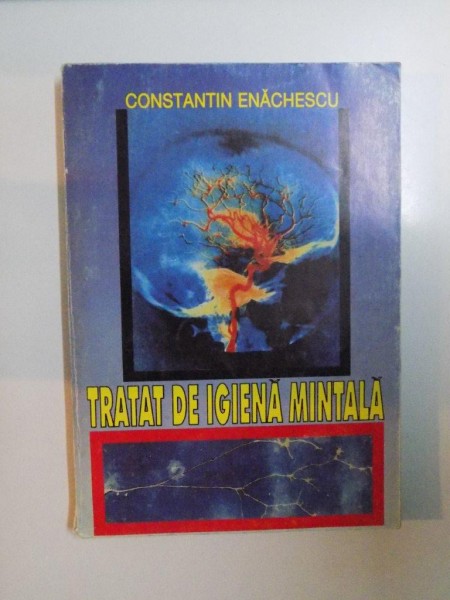 CONSTANTIN ENĂCHESCU
TRATAT DE IGIENĂ MINTALĂ